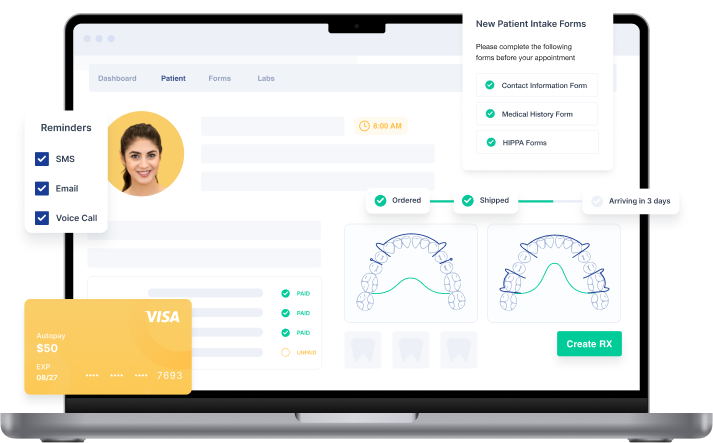 New Patient Intake Forms
Please complete the following
forms before your appointment
Contact Information Form
Medical History Form
HIPPA Forms
Dashboard
Patient
Forms
Labs
8:00 AM
Reminders
SMS
Email
Voice Call
Ordered
Shipped
Arriving in 3 days
PAID
PAID
PAID
UNPAID
VISA
Autopay
$50
EXP
08/27
•••• •••• •••• 7693
Create RX